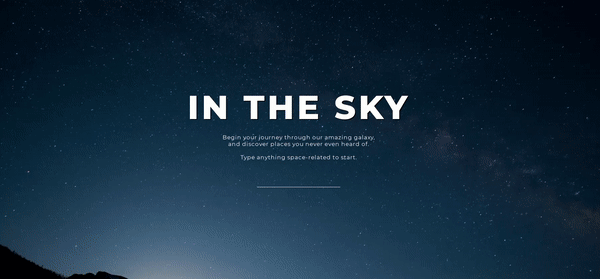 IN THE SKY
Begin your journey through our amazing galaxy,
and discover places you never even heard of.
Type anything space-related to start.